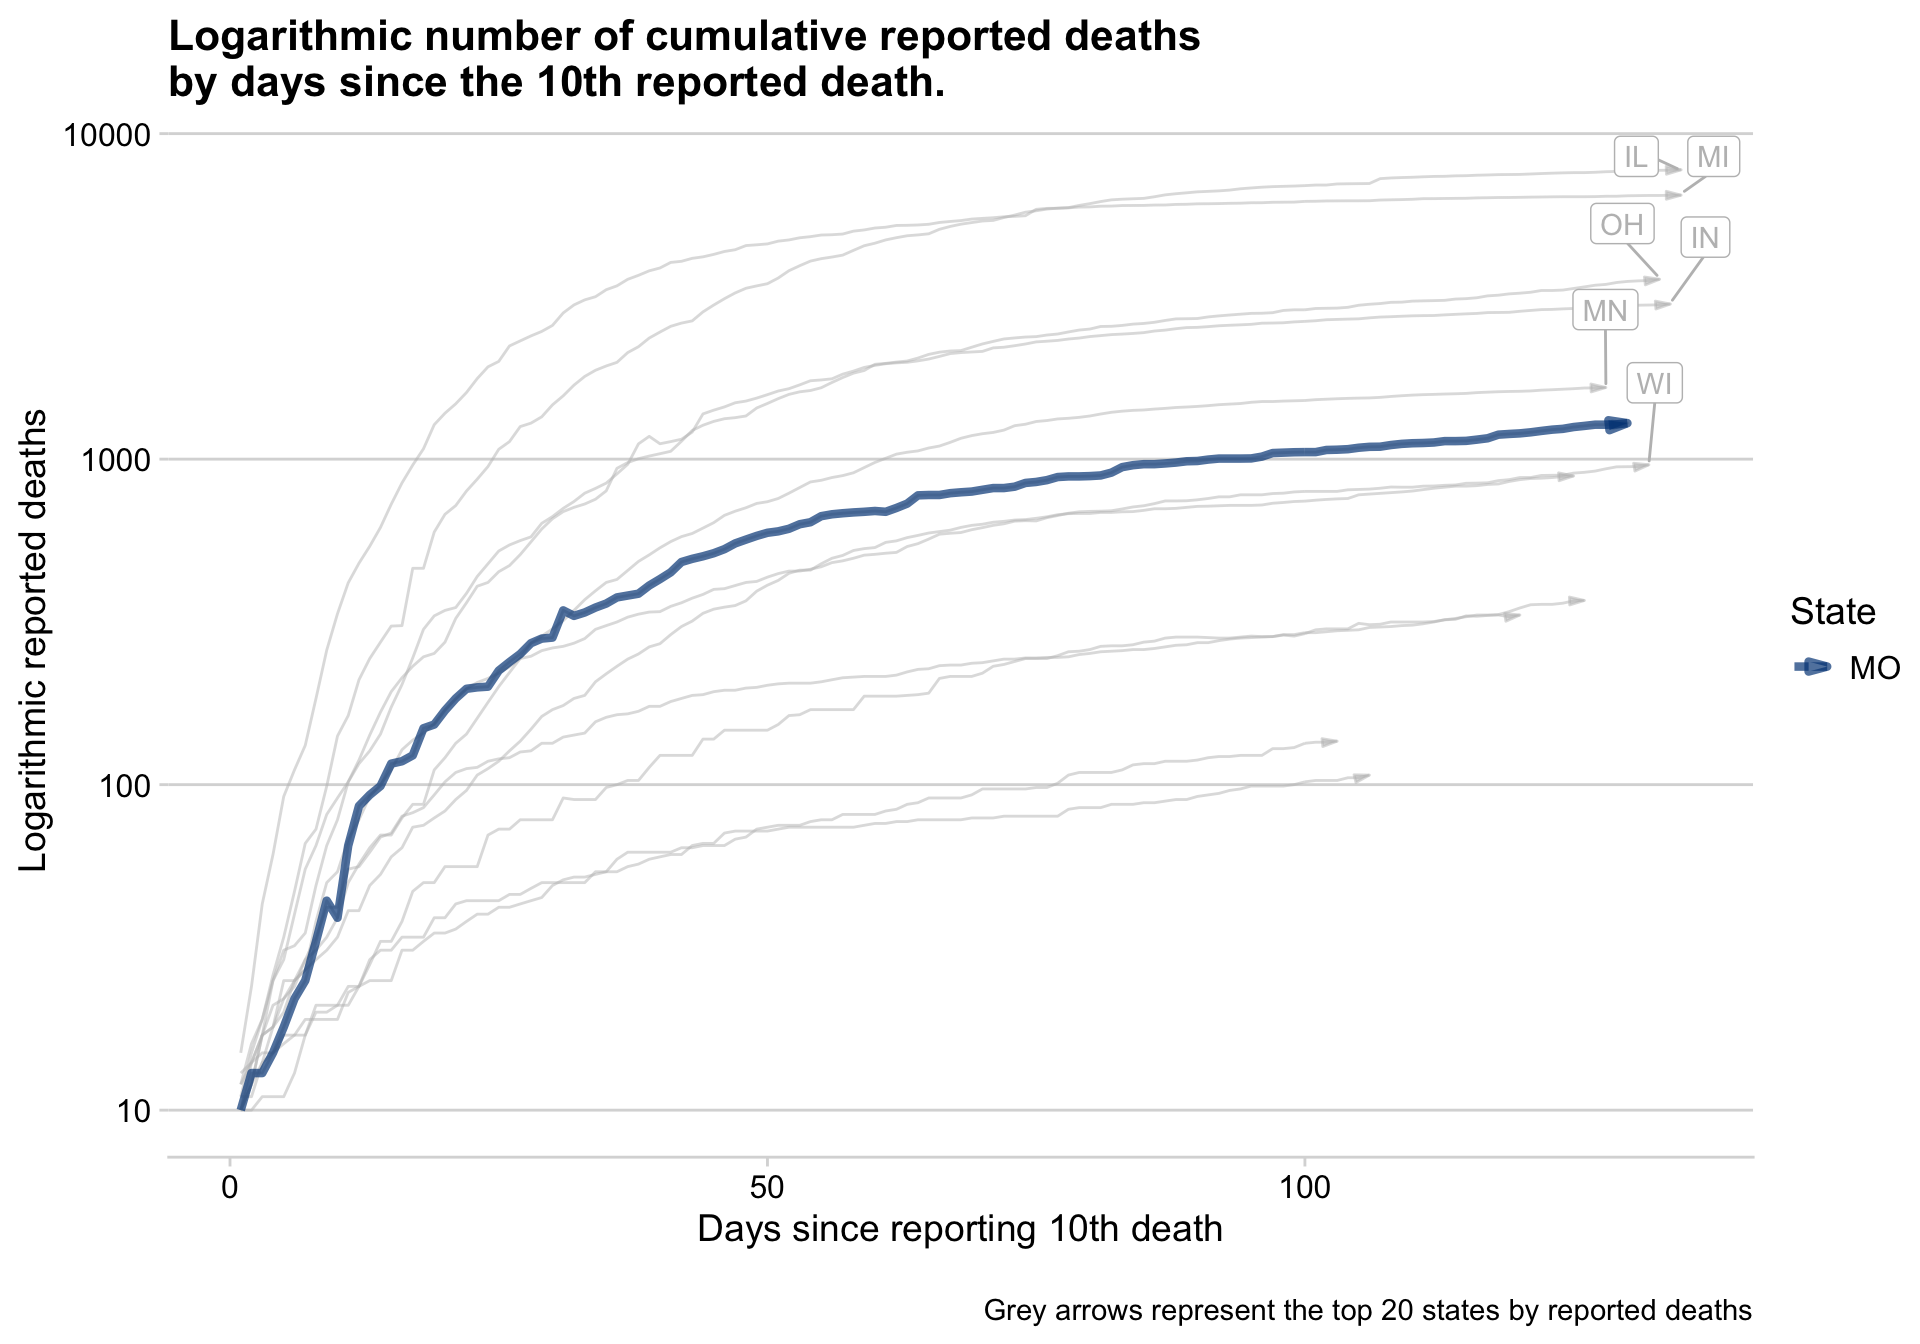 Logarithmic number of cumulative reported deaths
by days since the 10th reported death.
10000
1000
100
10
Logarithmic reported deaths
IL
MI
OH
IN
MN
WI
State
MO
0
50
100
Days since reporting 10th death
Grey arrows represent the top 20 states by reported deaths